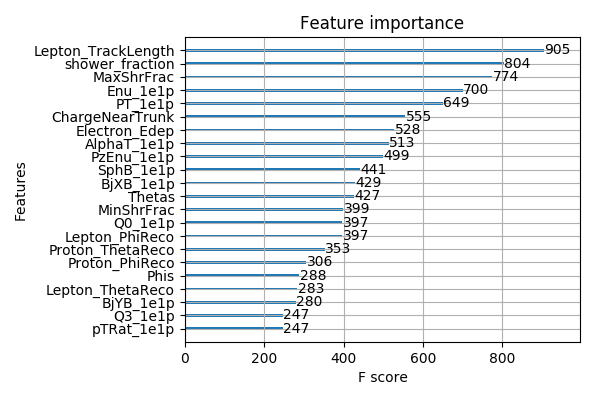 Feature importance
Features
Lepton_TrackLength 905
shower_fraction 804
MaxShrFrac 774
Enu_1e1p 700
PT_1e1p 649
ChargeNearTrunk 555
Electron_Edep 528
AlphaT_1e1p 513
PzEnu_1e1p 499
SphB_1e1p 441
BjXB_1e1p 429
Thetas 427
MinShrFrac 399
Q0_1e1p 397
Lepton_PhiReco 397
Proton_ThetaReco 353
Proton_PhiReco 306
Phis 288
Lepton_ThetaReco 283
BjYB_1e1p 280
Q3_1e1p 247
pTRat_1e1p 247
0 200 400 600 800
F score